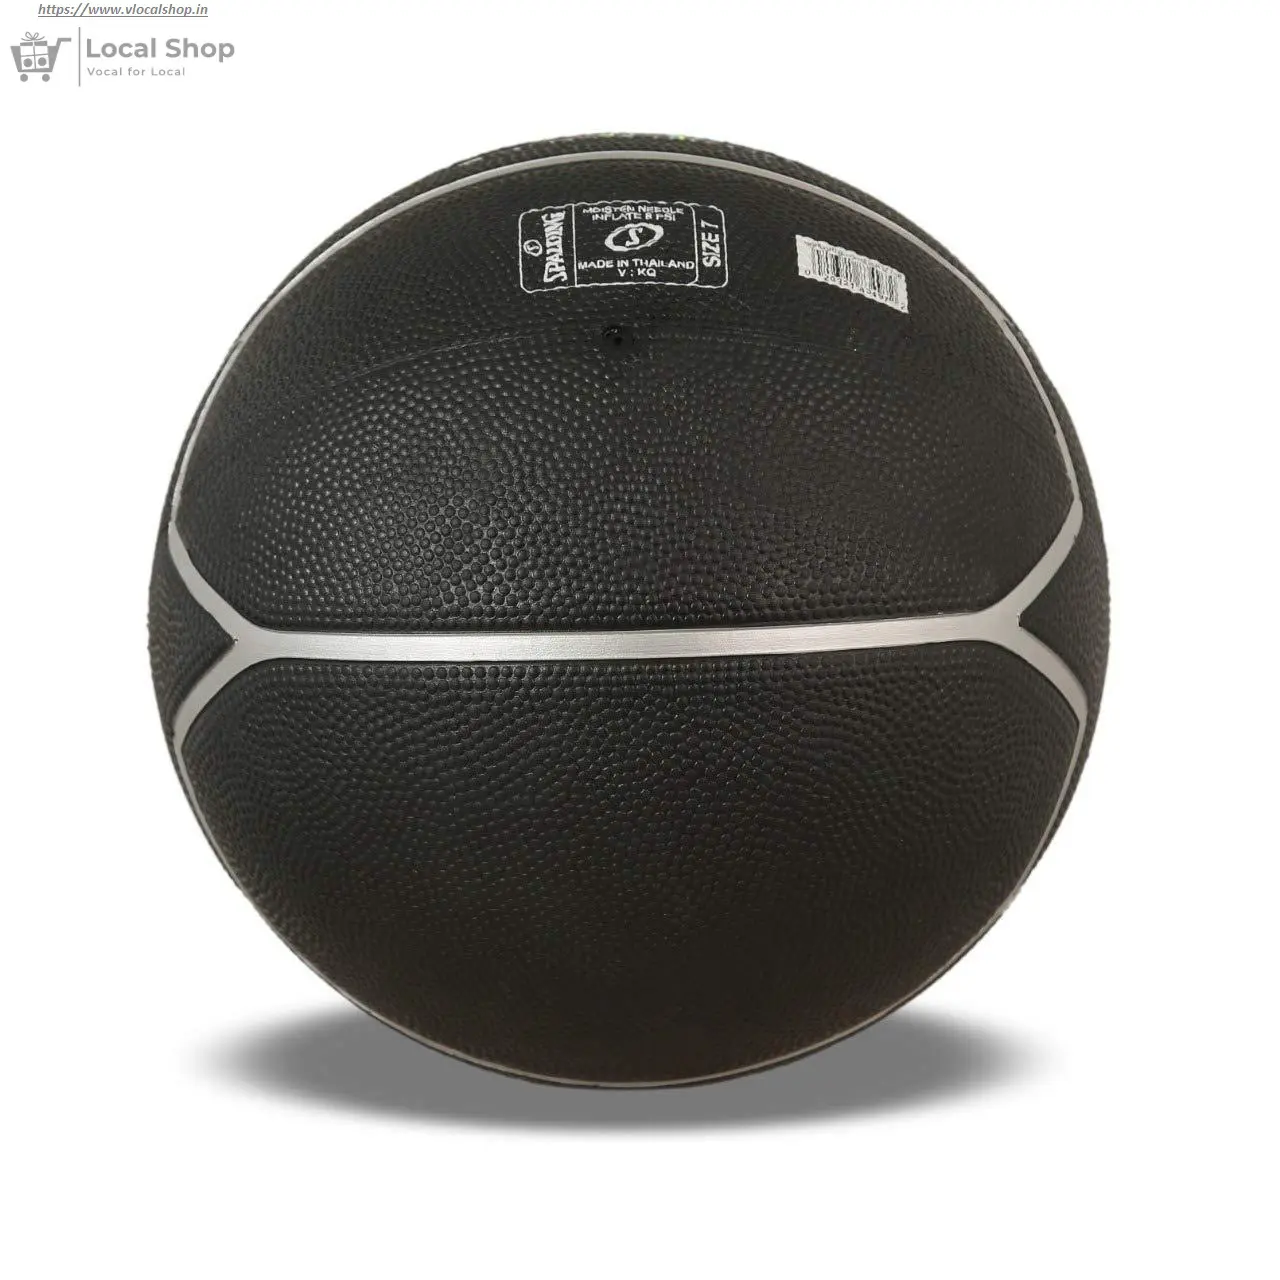 https://www.vlocalshop.in
Local Shop
Vocal for Local
SPALDING
MOISTEN NEEDLE
INFLATE 8 PSI
MADE IN THAILAND
V : KQ
SIZE 7